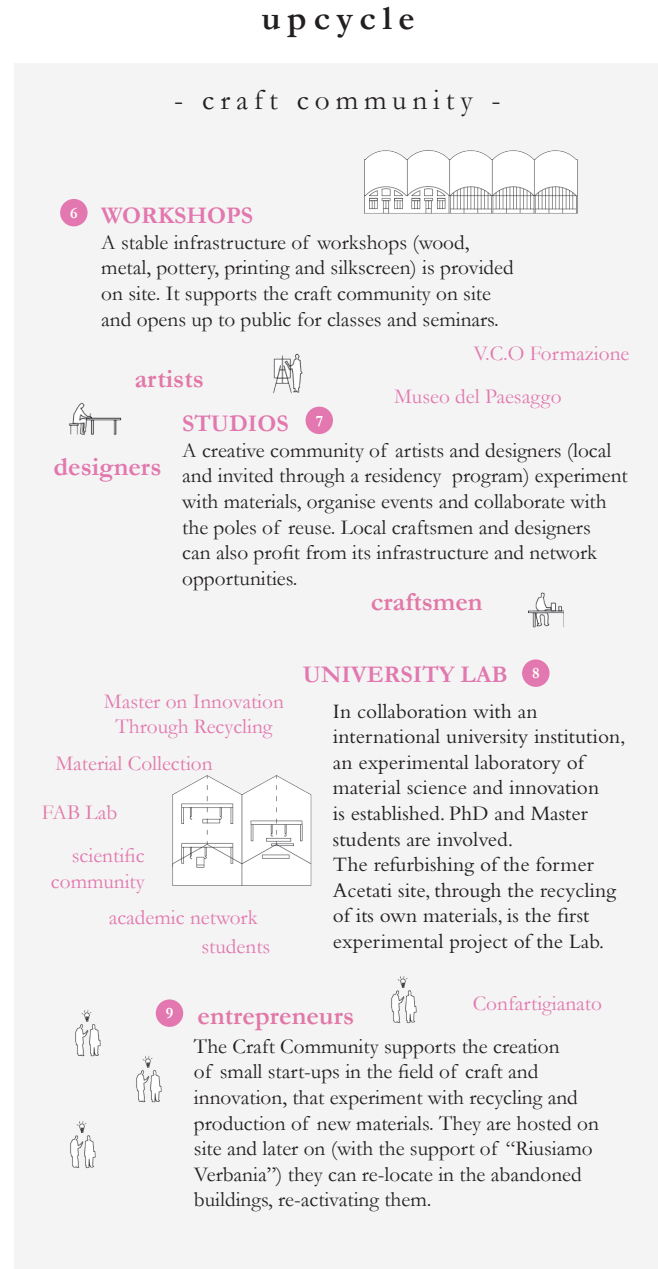 upcycle
- craft community -
6 WORKSHOPS
A stable infrastructure of workshops (wood,
metal, pottery, printing and silkscreen) is provided
on site. It supports the craft community on site
and opens up to public for classes and seminars.
V.C.O Formazione
artists
Museo del Paesaggo
STUDIOS 7
designers
A creative community of artists and designers (local
and invited through a residency program) experiment
with materials, organise events and collaborate with
the poles of reuse. Local craftsmen and designers
can also profit from its infrastructure and network
opportunities.
craftsmen
UNIVERSITY LAB 8
Master on Innovation
Through Recycling
Material Collection
FAB Lab
scientific
community
academic network
students
In collaboration with an
international university institution,
an experimental laboratory of
material science and innovation
is established. PhD and Master
students are involved.
The refurbishing of the former
Acetati site, through the recycling
of its own materials, is the first
experimental project of the Lab.
9 entrepreneurs
Confartigianato
The Craft Community supports the creation
of small start-ups in the field of craft and
innovation, that experiment with recycling and
production of new materials. They are hosted on
site and later on (with the support of “Riusiamo
Verbania”) they can re-locate in the abandoned
buildings, re-activating them.